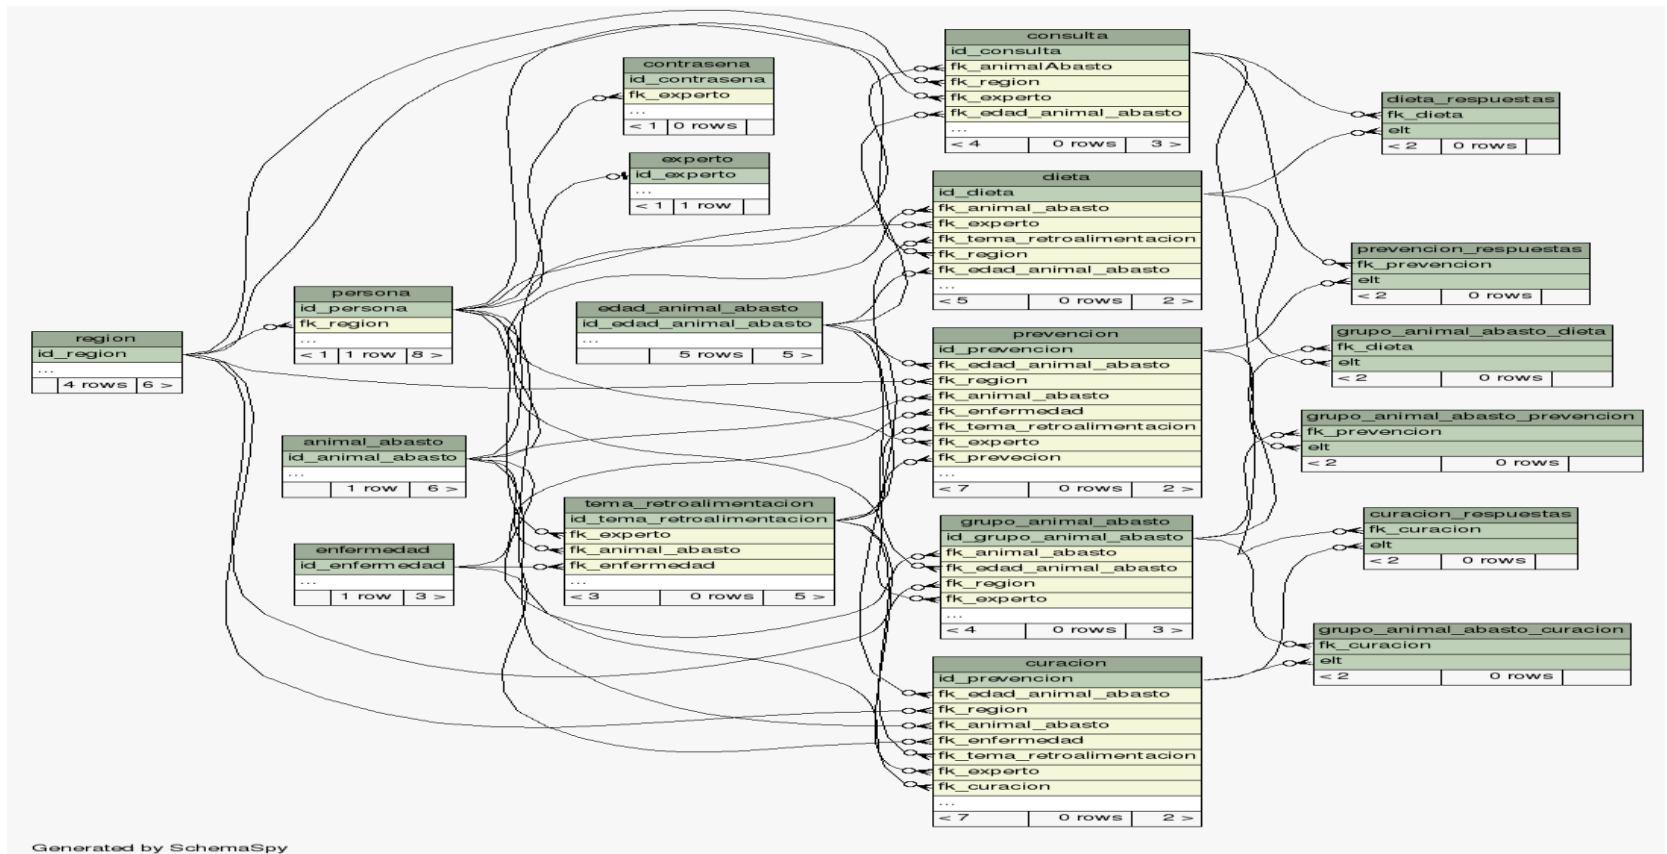 region
id_region
...
4 rows 6 >
persona
id_persona
fk_region
...
< 1 1 row 8 >
animal_abasto
id_animal_abasto
...
1 row 6 >
enfermedad
id_enfermedad
...
1 row 3 >
contrasena
id_contrasena
fk_experto
...
< 1 0 rows
experto
id_experto
...
< 1 1 row
edad_animal_abasto
id_edad_animal_abasto
...
5 rows 5 >
tema_retroalimentacion
id_tema_retroalimentacion
fk_experto
fk_animal_abasto
fk_enfermedad
...
< 3 0 rows 5 >
consulta
id_consulta
fk_animalAbasto
fk_region
fk_experto
fk_edad_animal_abasto
...
< 4 0 rows 3 >
dieta
id_dieta
fk_animal_abasto
fk_experto
fk_tema_retroalimentacion
fk_region
fk_edad_animal_abasto
...
< 5 0 rows 2 >
prevencion
id_prevencion
fk_edad_animal_abasto
fk_region
fk_animal_abasto
fk_enfermedad
fk_tema_retroalimentacion
fk_experto
fk_prevecion
...
< 7 0 rows 2 >
grupo_animal_abasto
id_grupo_animal_abasto
fk_animal_abasto
fk_edad_animal_abasto
fk_region
fk_experto
...
< 4 0 rows 3 >
curacion
id_prevencion
fk_edad_animal_abasto
fk_region
fk_animal_abasto
fk_enfermedad
fk_tema_retroalimentacion
fk_experto
fk_curacion
...
< 7 0 rows 2 >
dieta_respuestas
fk_dieta
elt
< 2 0 rows
prevencion_respuestas
fk_prevencion
elt
< 2 0 rows
grupo_animal_abasto_dieta
fk_dieta
elt
< 2 0 rows
grupo_animal_abasto_prevencion
fk_prevencion
elt
< 2 0 rows
curacion_respuestas
fk_curacion
elt
< 2 0 rows
grupo_animal_abasto_curacion
fk_curacion
elt
< 2 0 rows
Generated by SchemaSpy